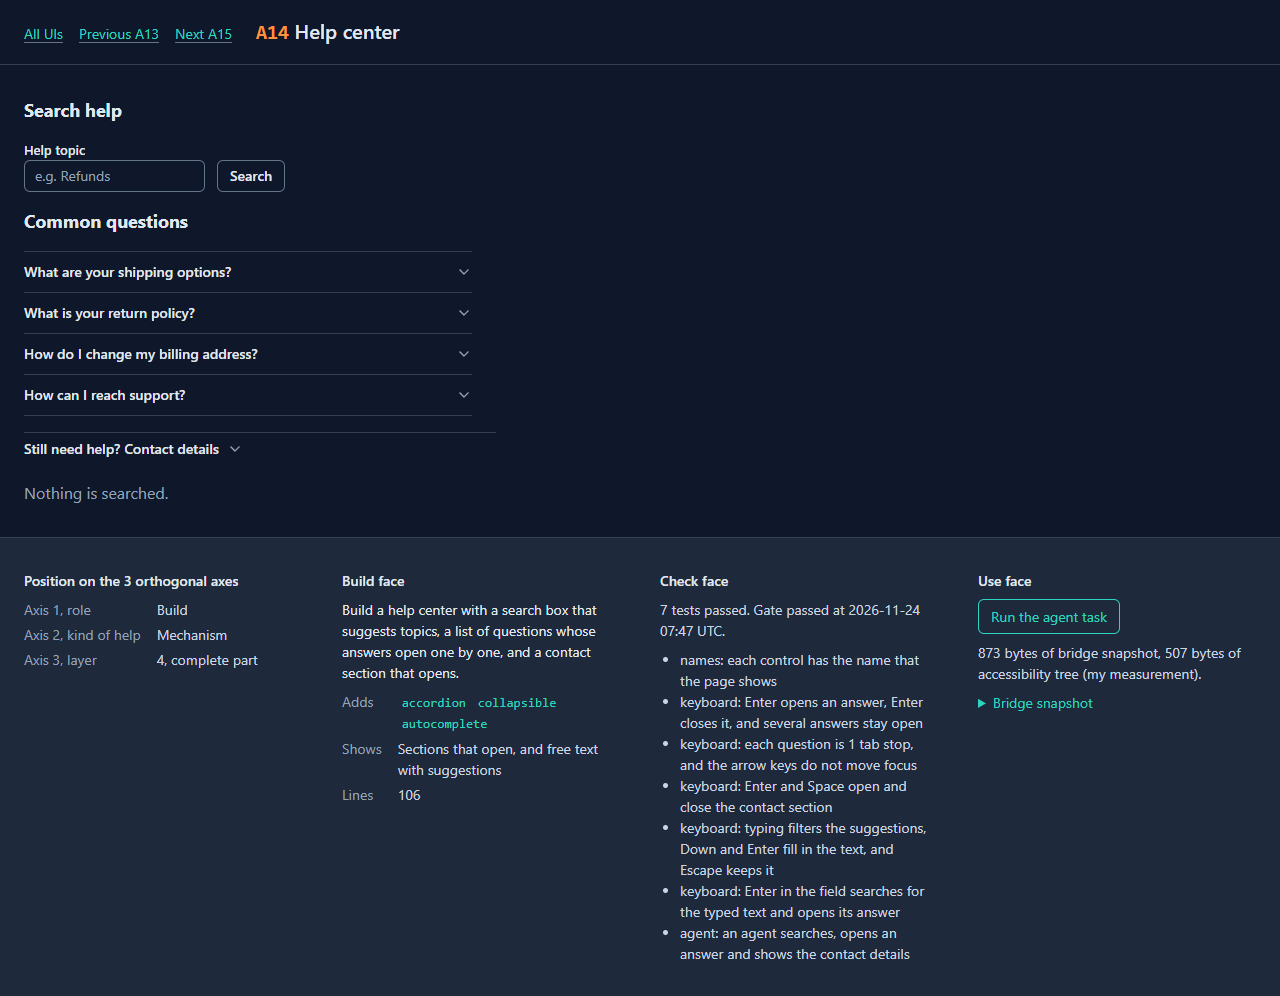 All UIs Previous A13 Next A15 A14 Help center
Search help
Help topic
e.g. Refunds Search
Common questions
What are your shipping options?
What is your return policy?
How do I change my billing address?
How can I reach support?
Still need help? Contact details
Nothing is searched.
Position on the 3 orthogonal axes
Axis 1, role Build
Axis 2, kind of help Mechanism
Axis 3, layer 4, complete part
Build face
Build a help center with a search box that
suggests topics, a list of questions whose
answers open one by one, and a contact
section that opens.
Adds accordion collapsible
autocomplete
Shows Sections that open, and free text
with suggestions
Lines 106
Check face
7 tests passed. Gate passed at 2026-11-24
07:47 UTC.
names: each control has the name that
the page shows
keyboard: Enter opens an answer, Enter
closes it, and several answers stay open
keyboard: each question is 1 tab stop,
and the arrow keys do not move focus
keyboard: Enter and Space open and
close the contact section
keyboard: typing filters the suggestions,
Down and Enter fill in the text, and
Escape keeps it
keyboard: Enter in the field searches for
the typed text and opens its answer
agent: an agent searches, opens an
answer and shows the contact details
Use face
Run the agent task
873 bytes of bridge snapshot, 507 bytes of
accessibility tree (my measurement).
Bridge snapshot